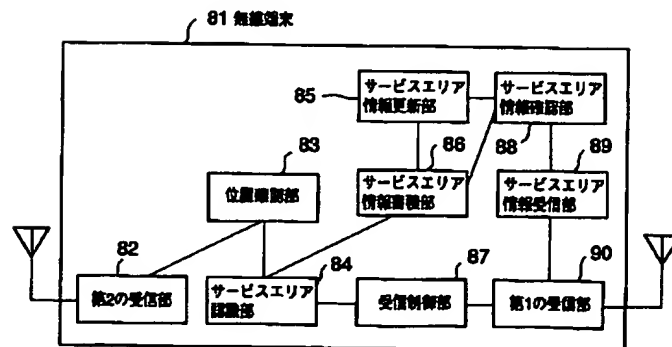 81 無線端末
85
サービスエリア
情報更新部
サービスエリア
情報確認部
88
83
位置確認部
86
サービスエリア
情報蓄積部
89
サービスエリア
情報受信部
82
第2の受信部
84
サービスエリア
認識部
87
受信制御部
90
第1の受信部